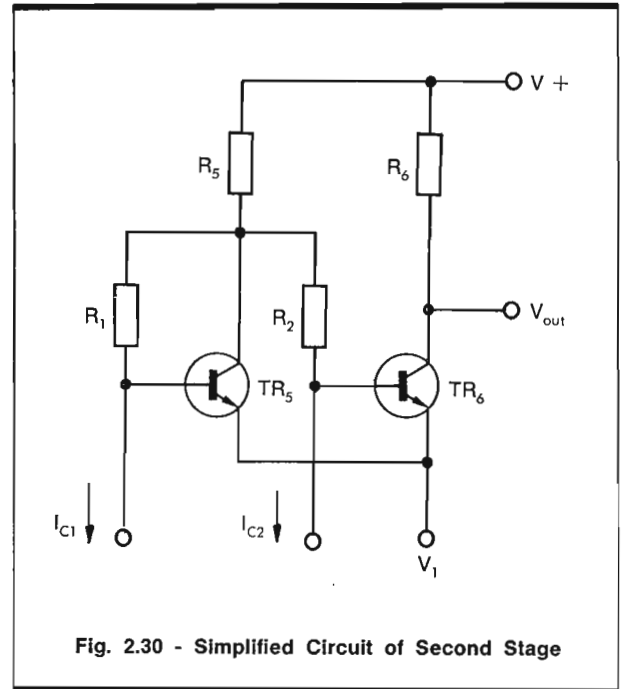 V +
R5
R6
R1
R2
Vout
TR5
TR6
IC1
IC2
V1
Fig. 2.30 - Simplified Circuit of Second Stage